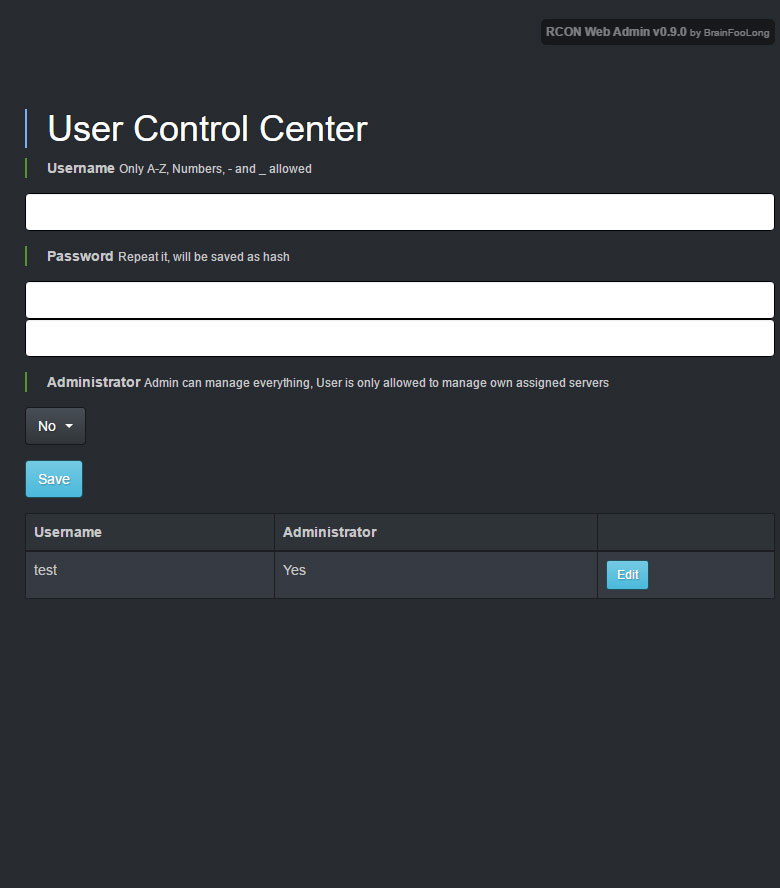 RCON Web Admin v0.9.0 by BrainFooLong
User Control Center
Username Only A-Z, Numbers, - and _ allowed
Password Repeat it, will be saved as hash
Administrator Admin can manage everything, User is only allowed to manage own assigned servers
No
Save
Username Administrator
test Yes Edit